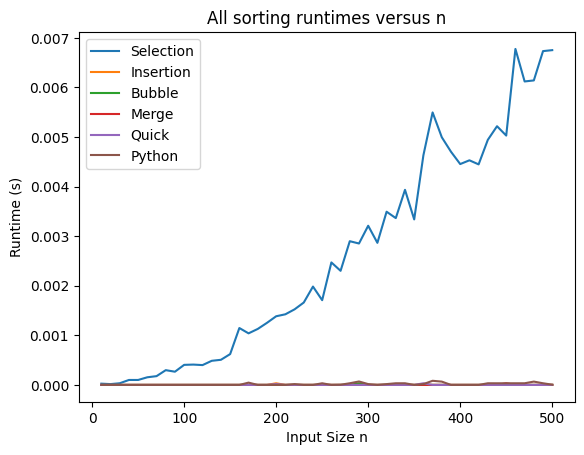 All sorting runtimes versus n
Selection
Insertion
Bubble
Merge
Quick
Python
Runtime (s)
0.007
0.006
0.005
0.004
0.003
0.002
0.001
0.000
0
100
200
300
400
500
Input Size n